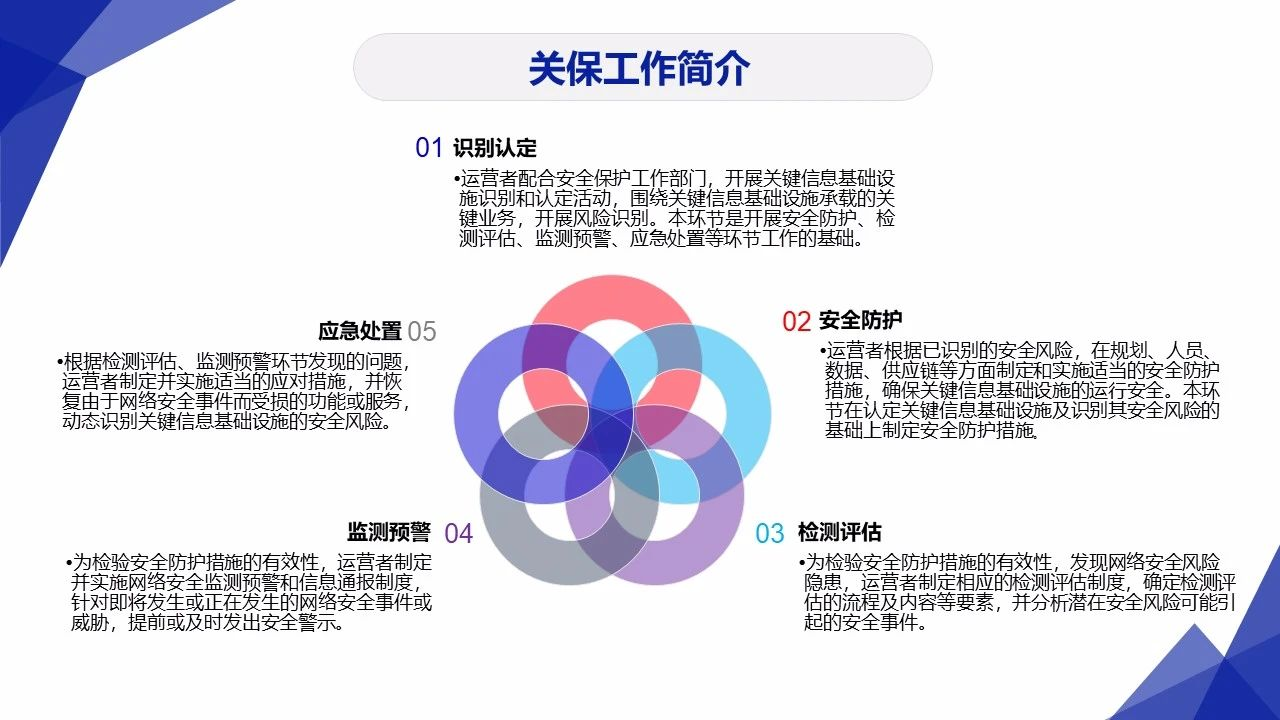 关保工作简介
01 识别认定
•运营者配合安全保护工作部门，开展关键信息基础设
施识别和认定活动，围绕关键信息基础设施承载的关
键业务，开展风险识别。本环节是开展安全防护、检
测评估、监测预警、应急处置等环节工作的基础。
02 安全防护
•运营者根据已识别的安全风险，在规划、人员、
数据、供应链等方面制定和实施适当的安全防护
措施，确保关键信息基础设施的运行安全。本环
节在认定关键信息基础设施及识别其安全风险的
基础上制定安全防护措施。
03 检测评估
•为检验安全防护措施的有效性，发现网络安全风险
隐患，运营者制定相应的检测评估制度，确定检测评
估的流程及内容等要素，并分析潜在安全风险可能引
起的安全事件。
监测预警 04
•为检验安全防护措施的有效性，运营者制定
并实施网络安全监测预警和信息通报制度，
针对即将发生或正在发生的网络安全事件或
威胁，提前或及时发出安全警示。
应急处置 05
•根据检测评估、监测预警环节发现的问题，
运营者制定并实施适当的应对措施，并恢
复由于网络安全事件而受损的功能或服务，
动态识别关键信息基础设施的安全风险。